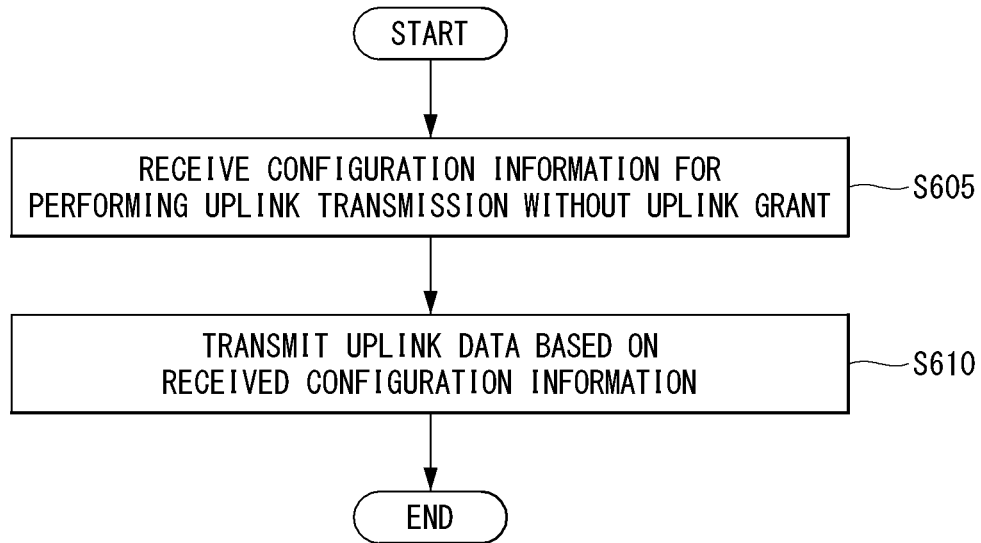 START
RECEIVE CONFIGURATION INFORMATION FOR
PERFORMING UPLINK TRANSMISSION WITHOUT UPLINK GRANT
S605
TRANSMIT UPLINK DATA BASED ON
RECEIVED CONFIGURATION INFORMATION
S610
END